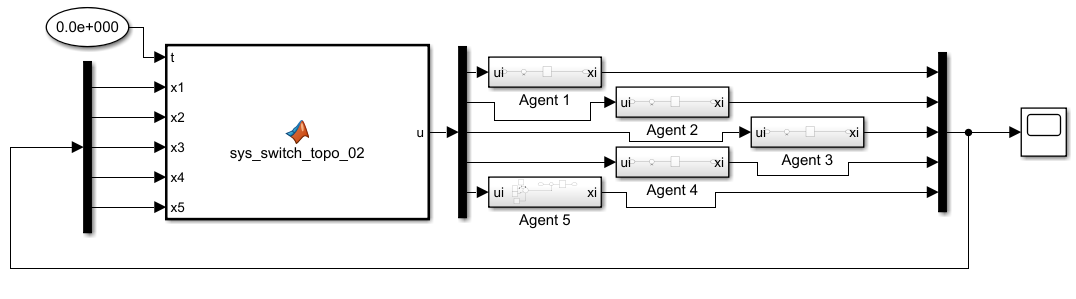 0.0e+000
t
x1
x2
x3
x4
x5
u
sys_switch_topo_02
ui xi
Agent 1
ui xi
Agent 2
ui xi
Agent 3
ui xi
Agent 4
ui xi
Agent 5